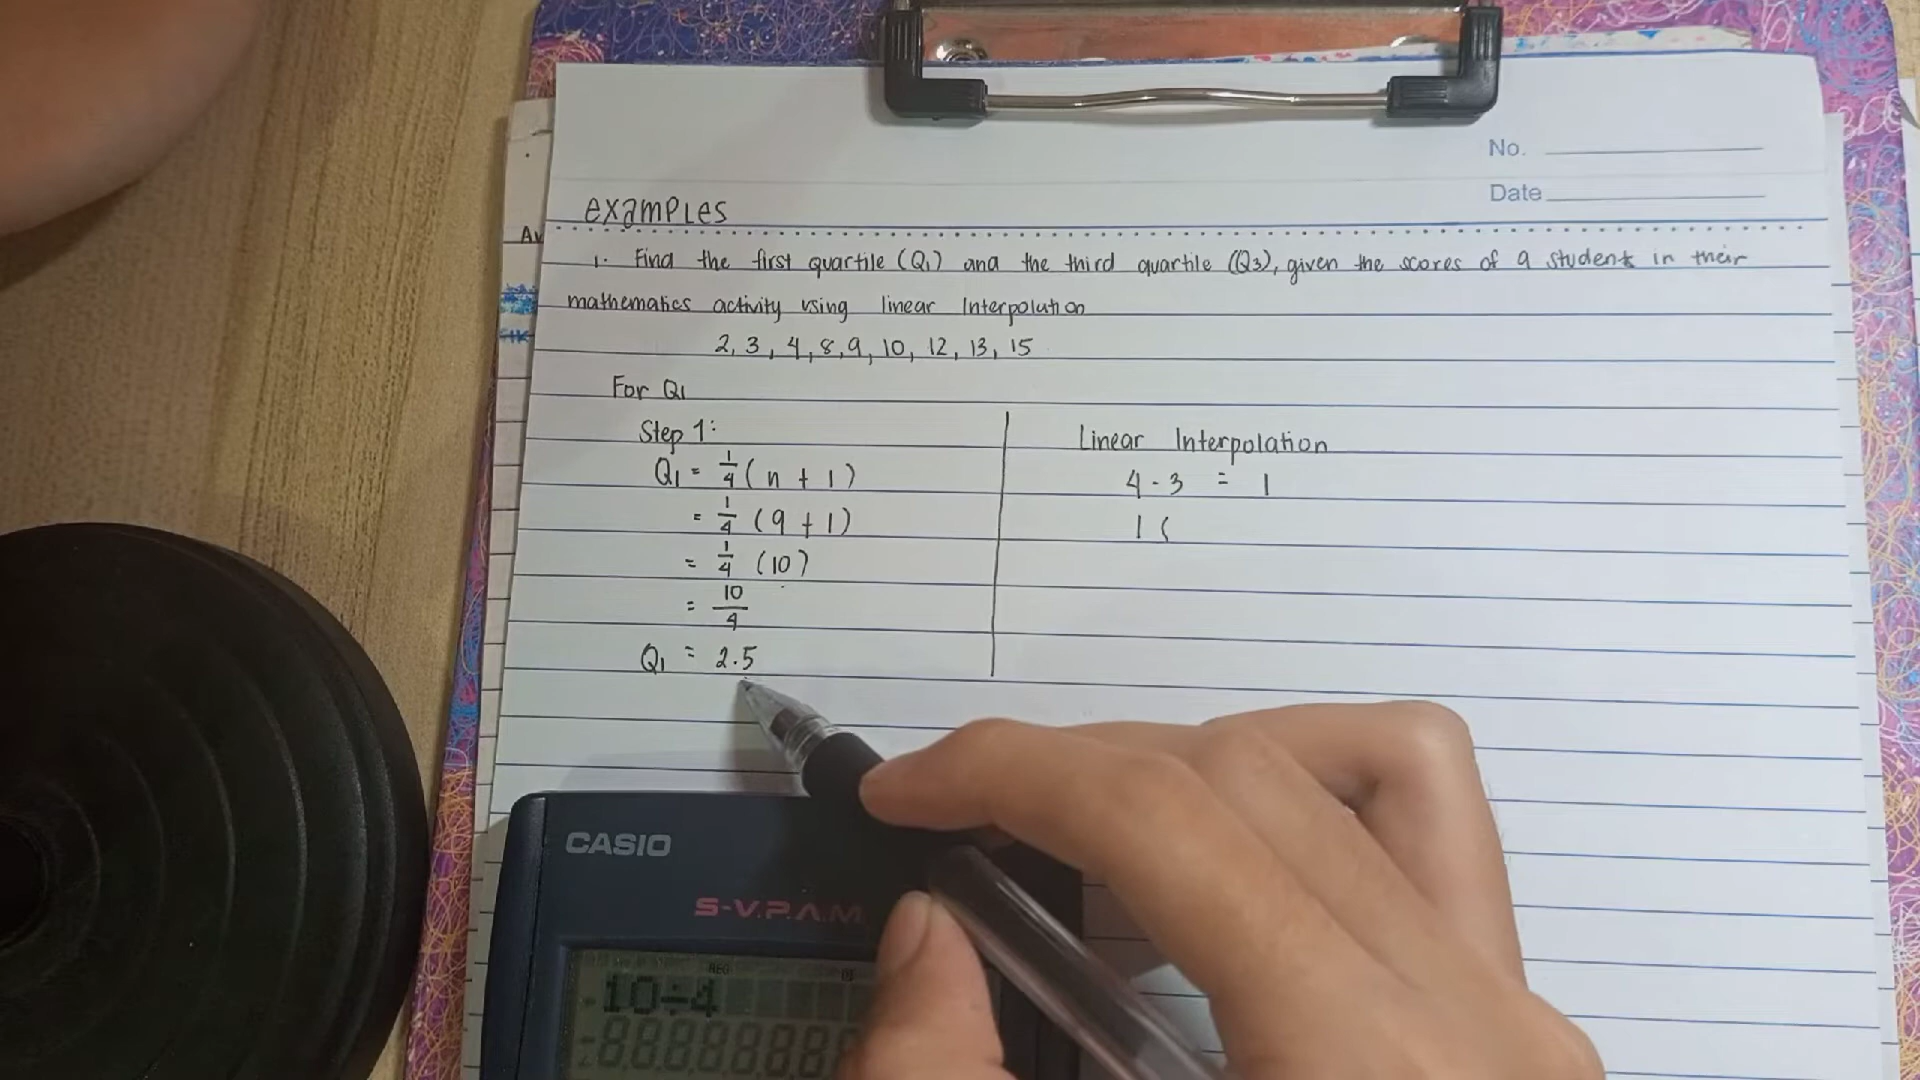 No.
Date
examples
Av
1. Find the first quartile (Q1) and the third quartile (Q3), given the scores of 9 students in their
mathematics activity using linear Interpolation
2, 3, 4, 8, 9, 10, 12, 13, 15
For Q1
Step 1:
Q1 = 1/4 (n + 1)
= 1/4 (9 + 1)
= 1/4 (10)
= 10/4
Q1 = 2.5
Linear Interpolation
4 - 3 = 1
1 (
CASIO
S-V.P.A.M.
REG
10÷4